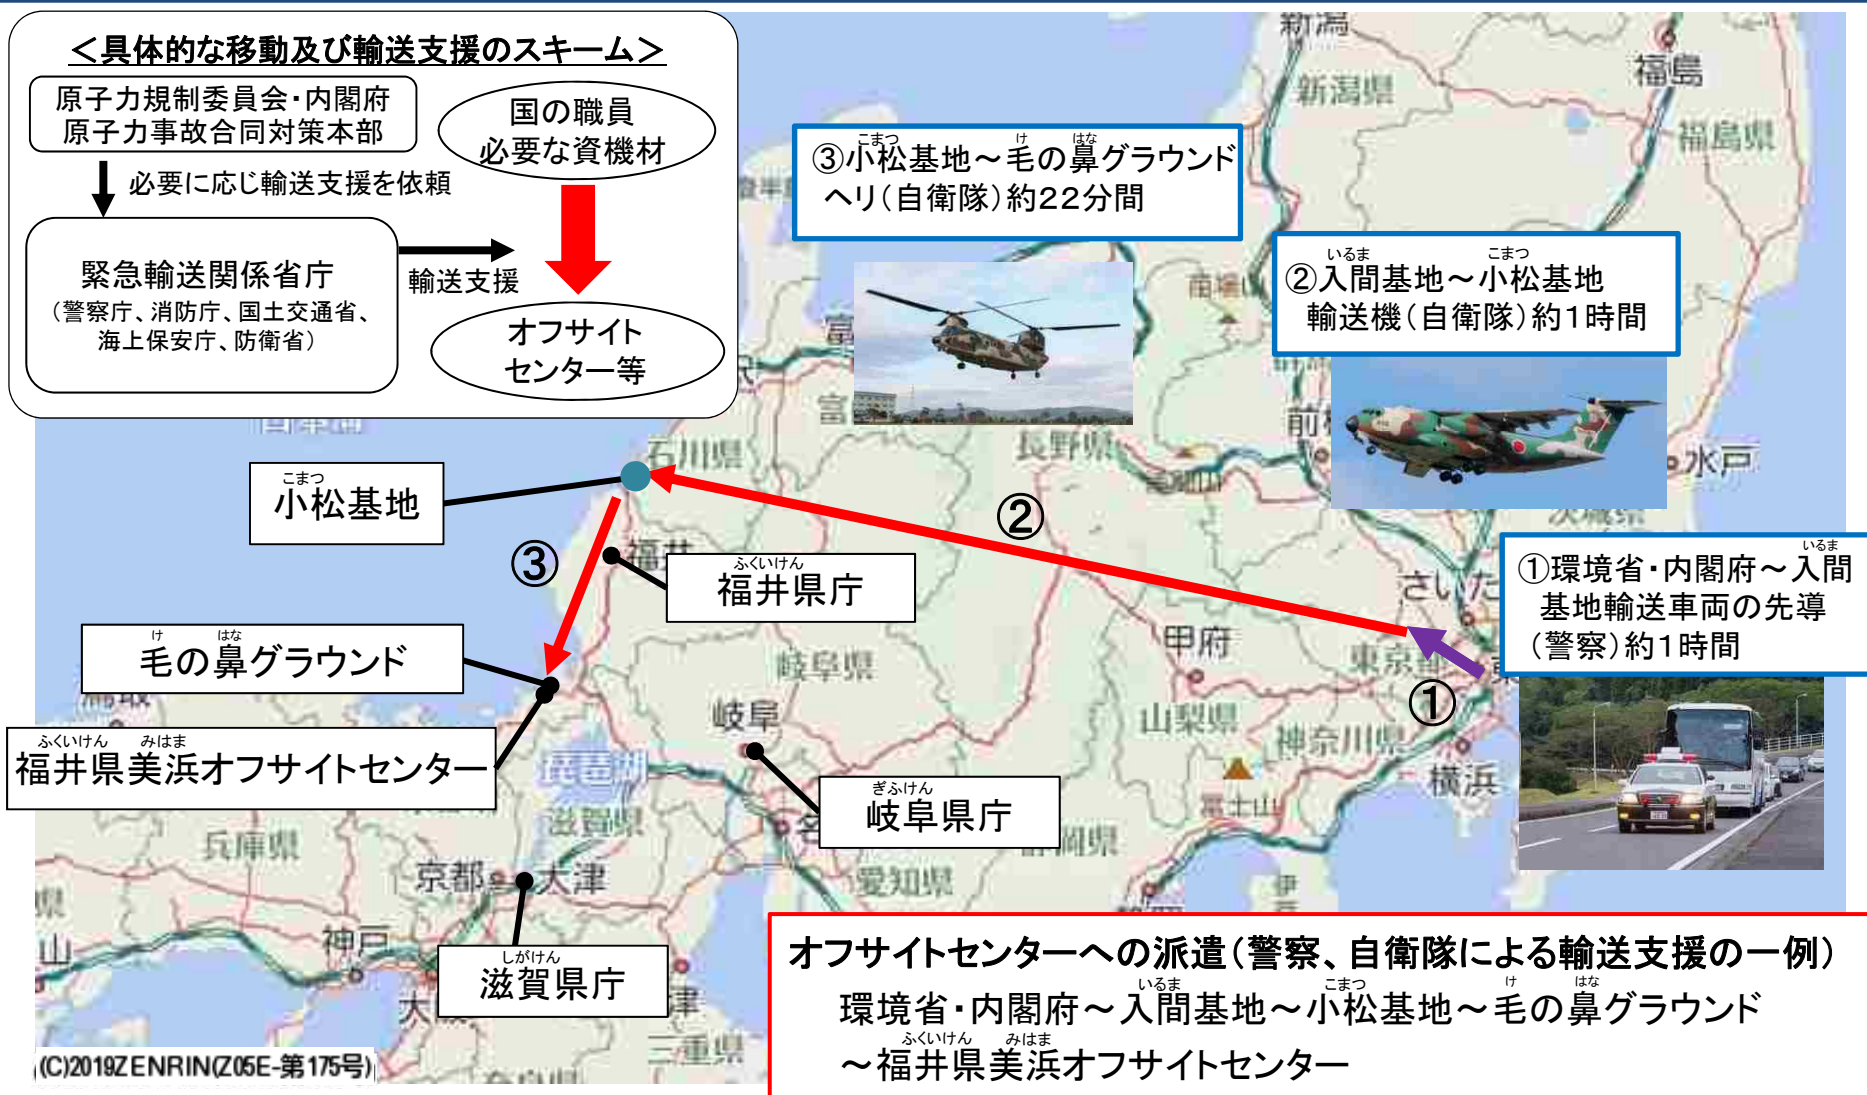 ＜具体的な移動及び輸送支援のスキーム＞
原子力規制委員会・内閣府
原子力事故合同対策本部
国の職員
必要な資機材
必要に応じ輸送支援を依頼
緊急輸送関係省庁
（警察庁、消防庁、国土交通省、
海上保安庁、防衛省）
輸送支援
オフサイト
センター等
こまつ け はな
③小松基地～毛の鼻グラウンド
ヘリ（自衛隊）約22分間
いるま こまつ
②入間基地～小松基地
輸送機（自衛隊）約1時間
いるま
①環境省・内閣府～入間
基地輸送車両の先導
（警察）約1時間
こまつ
小松基地
②
③
①
ふくいけん
福井県庁
け はな
毛の鼻グラウンド
ふくいけん みはま
福井県美浜オフサイトセンター
ぎふけん
岐阜県庁
しがけん
滋賀県庁
新潟
新潟県
福島
福島県
石川県
長野県
水戸
茨城県
福井
甲府
東京都
岐阜県
岐阜
山梨県
神奈川県
横浜
富士山
琵琶湖
滋賀県
兵庫県
京都
大津
愛知県
神戸
三重県
オフサイトセンターへの派遣（警察、自衛隊による輸送支援の一例）
いるま こまつ け はな
環境省・内閣府～入間基地～小松基地～毛の鼻グラウンド
ふくいけん みはま
～福井県美浜オフサイトセンター
(C)2019ZENRIN(Z05E-第175号)